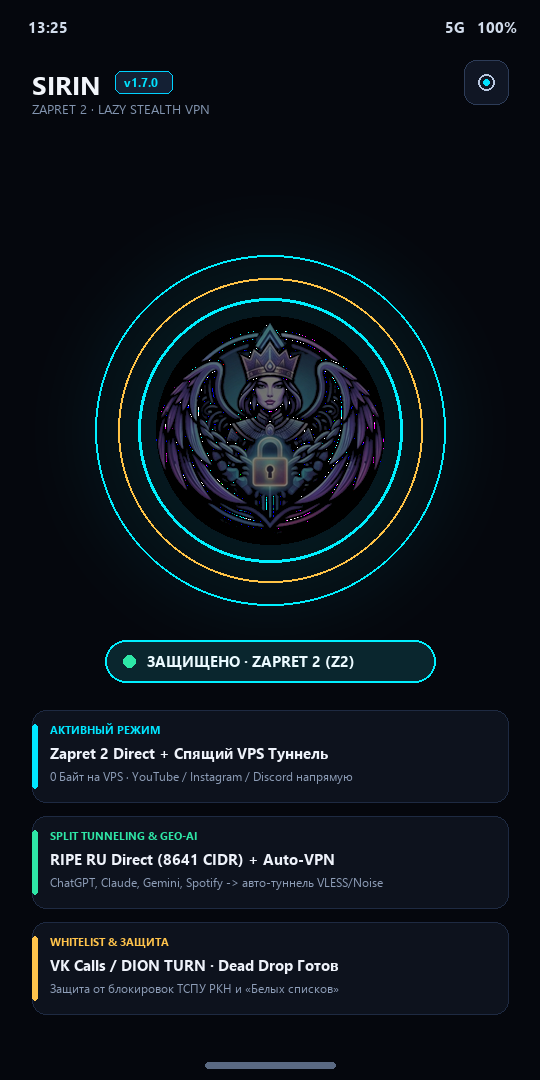 13:25 5G 100%
SIRIN v1.7.0
ZAPRET 2 · LAZY STEALTH VPN
ЗАЩИЩЕНО · ZAPRET 2 (Z2)
АКТИВНЫЙ РЕЖИМ
Zapret 2 Direct + Спящий VPS Туннель
0 Байт на VPS · YouTube / Instagram / Discord напрямую
SPLIT TUNNELING & GEO-AI
RIPE RU Direct (8641 CIDR) + Auto-VPN
ChatGPT, Claude, Gemini, Spotify -> авто-туннель VLESS/Noise
WHITELIST & ЗАЩИТА
VK Calls / DION TURN · Dead Drop Готов
Защита от блокировок ТСПУ РКН и «Белых списков»